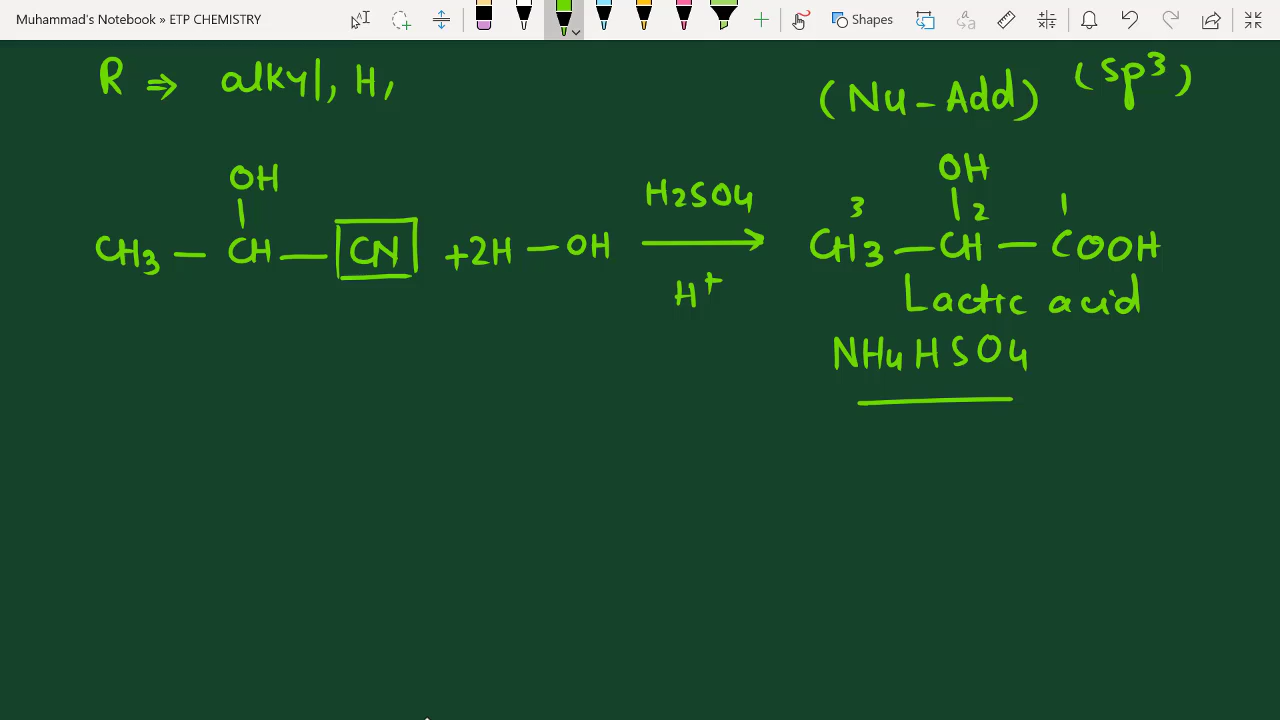 Muhammad's Notebook » ETP CHEMISTRY
Shapes
R ⇒ alkyl, H,
(Nu-Add) (Sp³)
OH OH
3 2 1
CH3 — CH — CN + 2H — OH H2SO4 → CH3 — CH — COOH
H+ Lactic acid
NH4HSO4